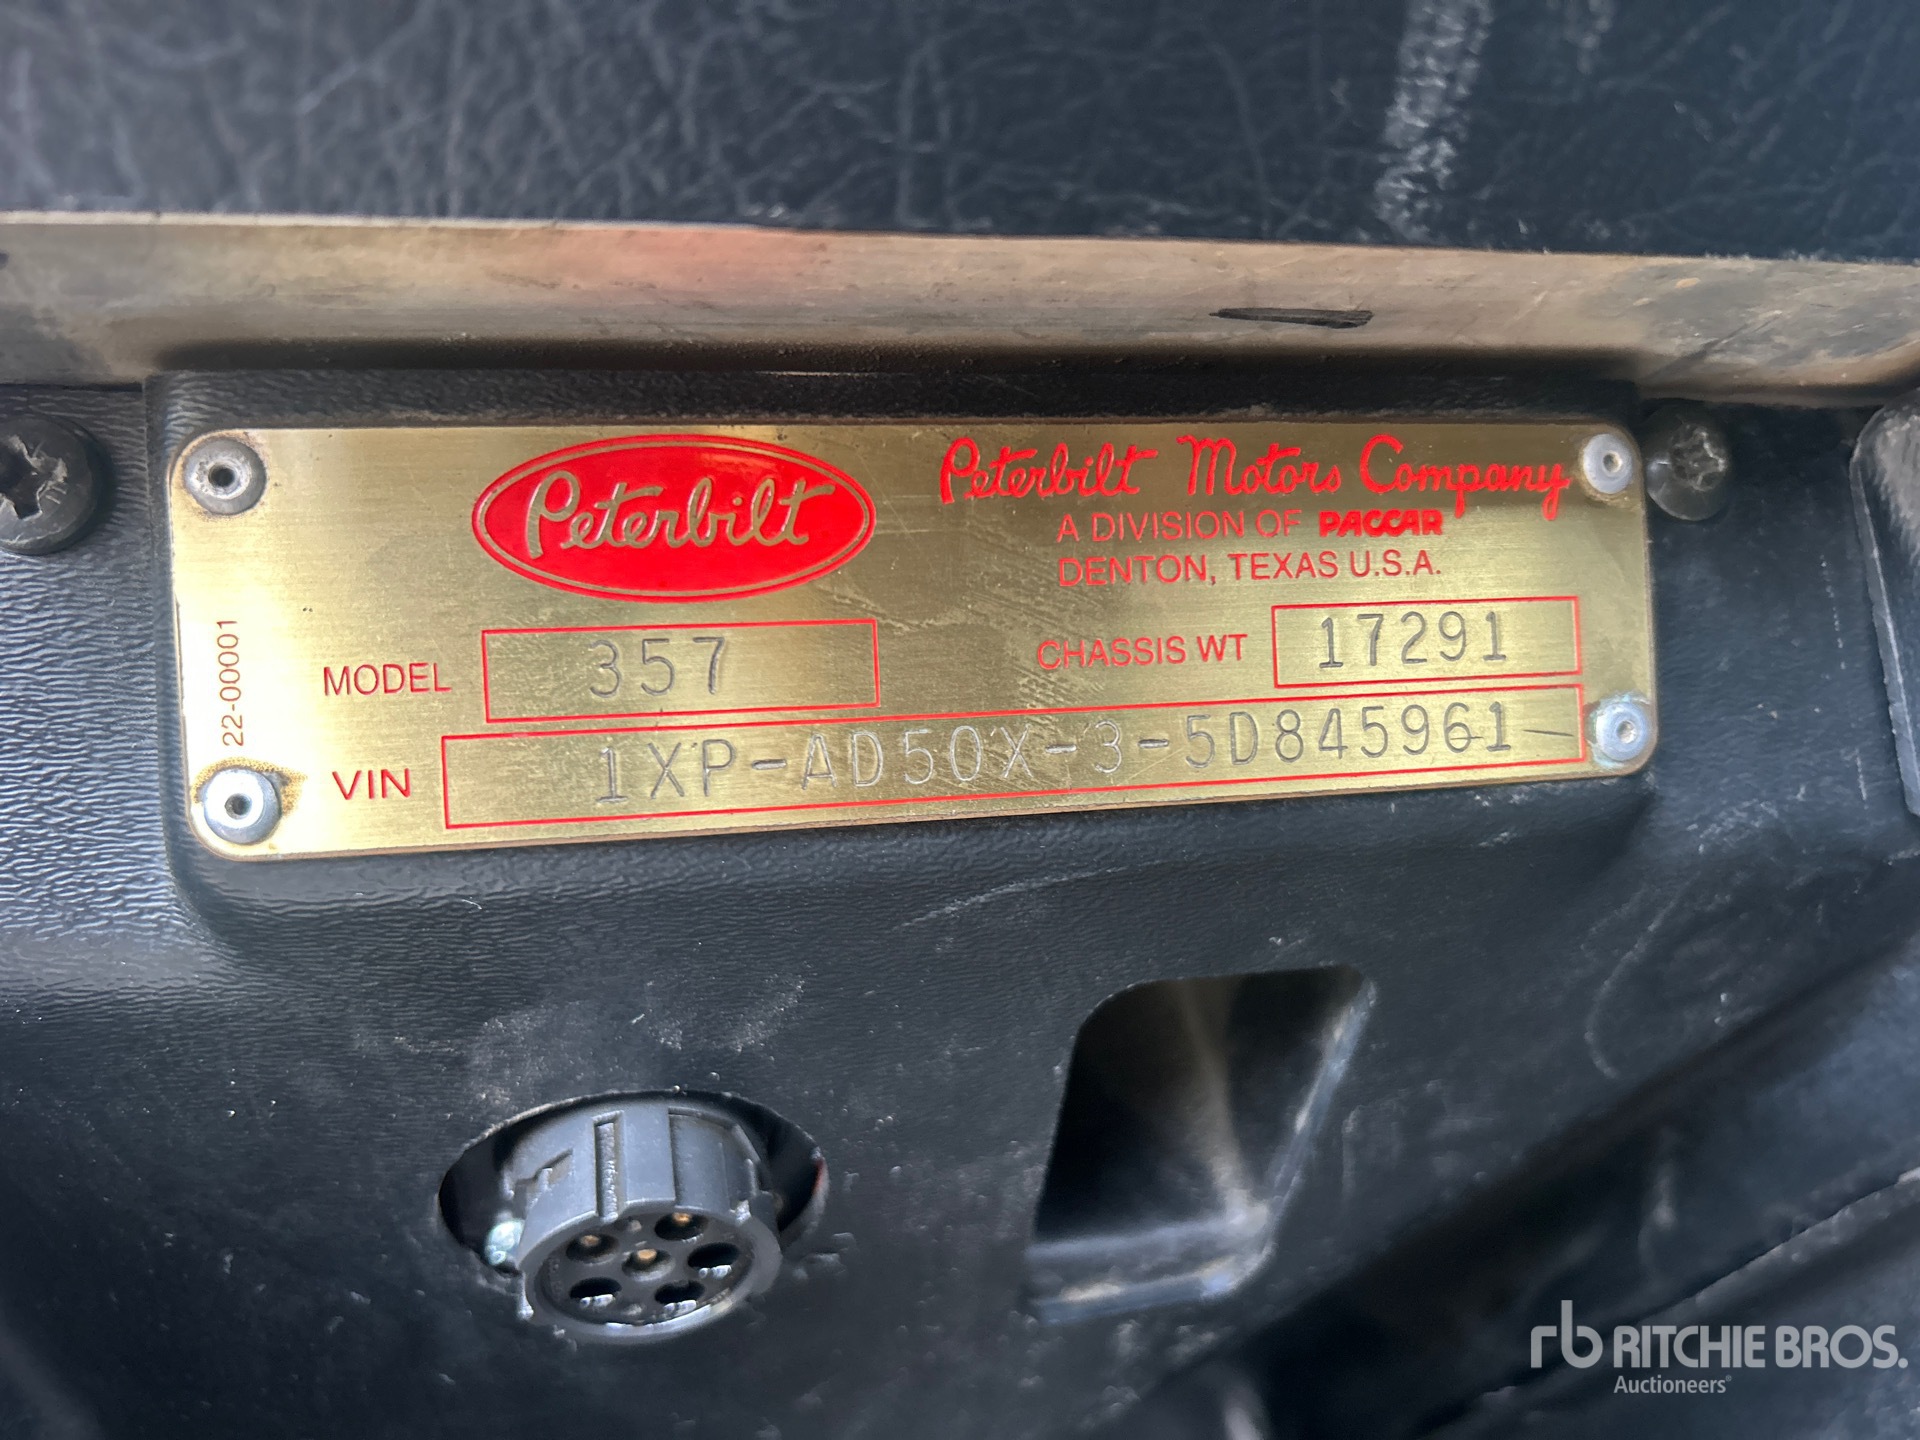 Peterbilt
Peterbilt Motors Company
A DIVISION OF PACCAR
DENTON, TEXAS U.S.A.
22-00001
MODEL 357
CHASSIS WT 17291
VIN 1XP-AD50X-3-5D845961
rb RITCHIE BROS.
Auctioneers®